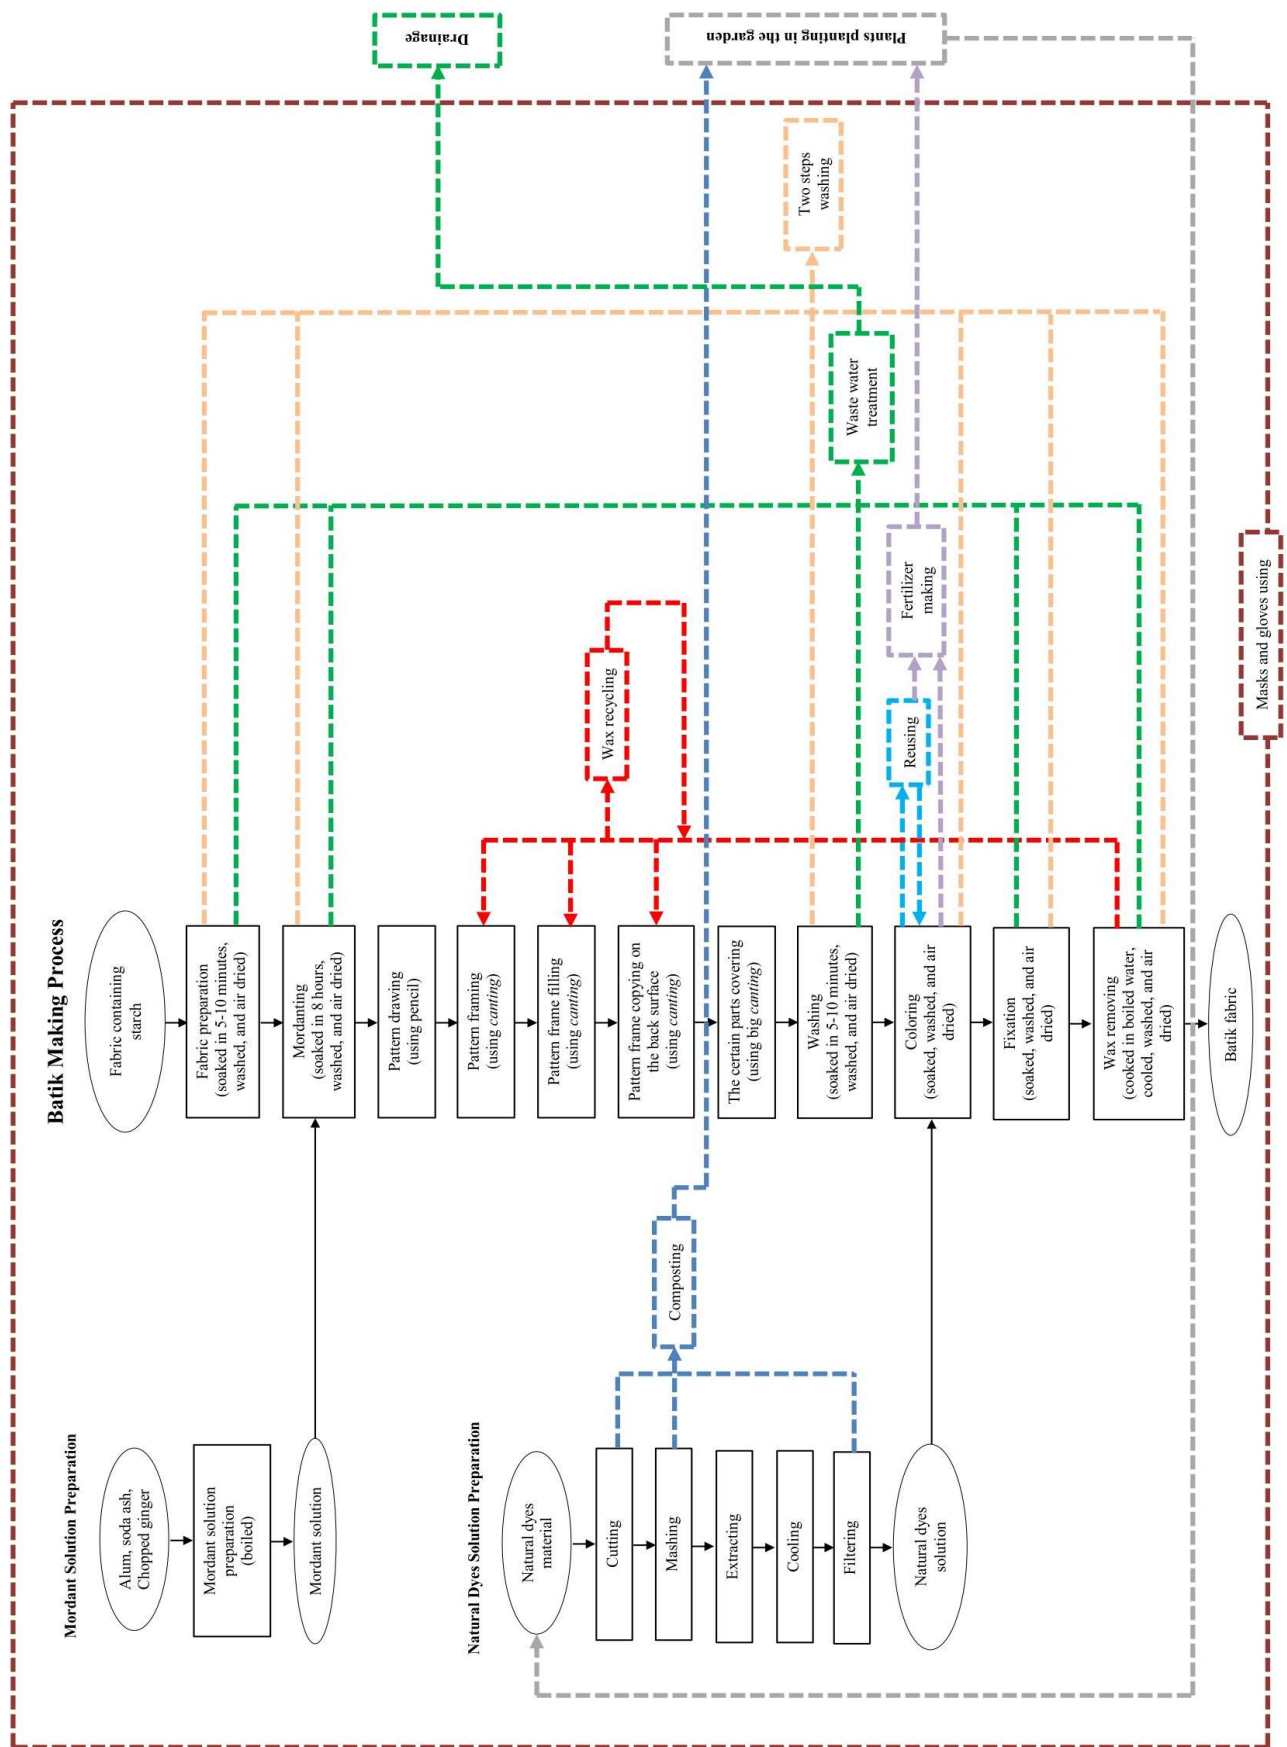 Mordant Solution Preparation
Alum, soda ash,
Chopped ginger
Mordant solution
preparation
(boiled)
Mordant solution
Natural Dyes Solution Preparation
Natural dyes
material
Cutting
Mashing
Extracting
Cooling
Filtering
Natural dyes
solution
Composting
Batik Making Process
Fabric containing
starch
Fabric preparation
(soaked in 5-10 minutes,
washed, and air dried)
Mordanting
(soaked in 8 hours,
washed, and air dried)
Pattern drawing
(using pencil)
Pattern framing
(using canting)
Pattern frame filling
(using canting)
Pattern frame copying on
the back surface
(using canting)
The certain parts covering
(using big canting)
Washing
(soaked in 5-10 minutes,
washed, and air dried)
Coloring
(soaked, washed, and air
dried)
Fixation
(soaked, washed, and air
dried)
Wax removing
(cooked in boiled water,
cooled, washed, and air
dried)
Batik fabric
Wax recycling
Reusing
Fertilizer
making
Waste water
treatment
Two steps
washing
Masks and gloves using
Drainage
Plants planting in the garden